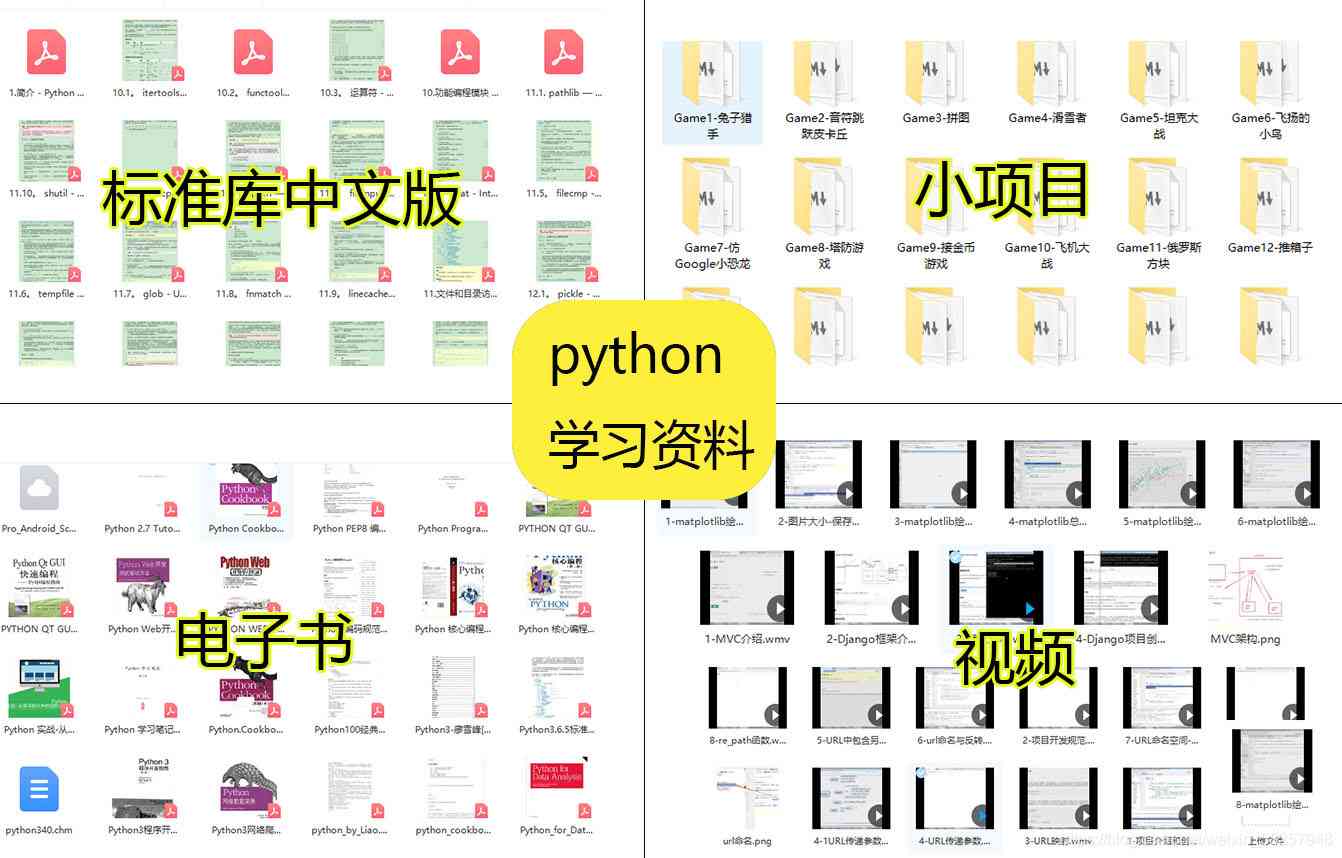 1.简介 - Python ...
10.1， itertools...
10.2， functool...
10.3， 运算符 - ...
10.功能编程模块 ...
11.1. pathlib — ...
11.10， shutil - ...
11.5， filecmp -...
标准库中文版
11.6， tempfile ...
11.7， glob - U...
11.8， fnmatch ...
11.9， linecache...
11.文件和目录访...
12.1， pickle - ...
Game1-兔子猎
手
Game2-音符跳
跃皮卡丘
Game3-拼图
Game4-滑雪者
Game5-坦克大
战
Game6-飞扬的
小鸟
小项目
Game7-仿
Google小恐龙
Game8-塔防游
戏
Game9-接金币
游戏
Game10-飞机大
战
Game11-俄罗斯
方块
Game12-推箱子
python
学习资料
Pro_Android_Sc...
Python 2.7 Tuto...
Python Cookbo...
Python PEP8 编...
Python Progra...
PYTHON QT GU...
PYTHON QT GU...
Python Web开...
Python 核心编程...
Python 核心编程...
电子书
Python 实战-从...
Python 学习笔记...
Python.Cookbo...
Python100经典...
Python3-廖雪峰[...
Python3.6.5标准...
python340.chm
Python3程序开...
Python3网络爬...
python_by_Liao...
python_cookbo...
Python_for_Dat...
1-matplotlib绘...
2-图片大小-保存...
3-matplotlib绘...
4-matplotlib总...
5-matplotlib绘...
6-matplotlib绘...
1-MVC介绍.wmv
2-Django框架介...
4-Django项目创...
MVC架构.png
视频
8-re_path函数.w...
5-URL中包含另...
6-url命名与反转...
2-项目开发规范...
7-URL命名空间-...
8-matplotlib绘...
url命名.png
4-1URL传递参数...
4-URL传递参数...
3-URL映射.wmv
上传文件